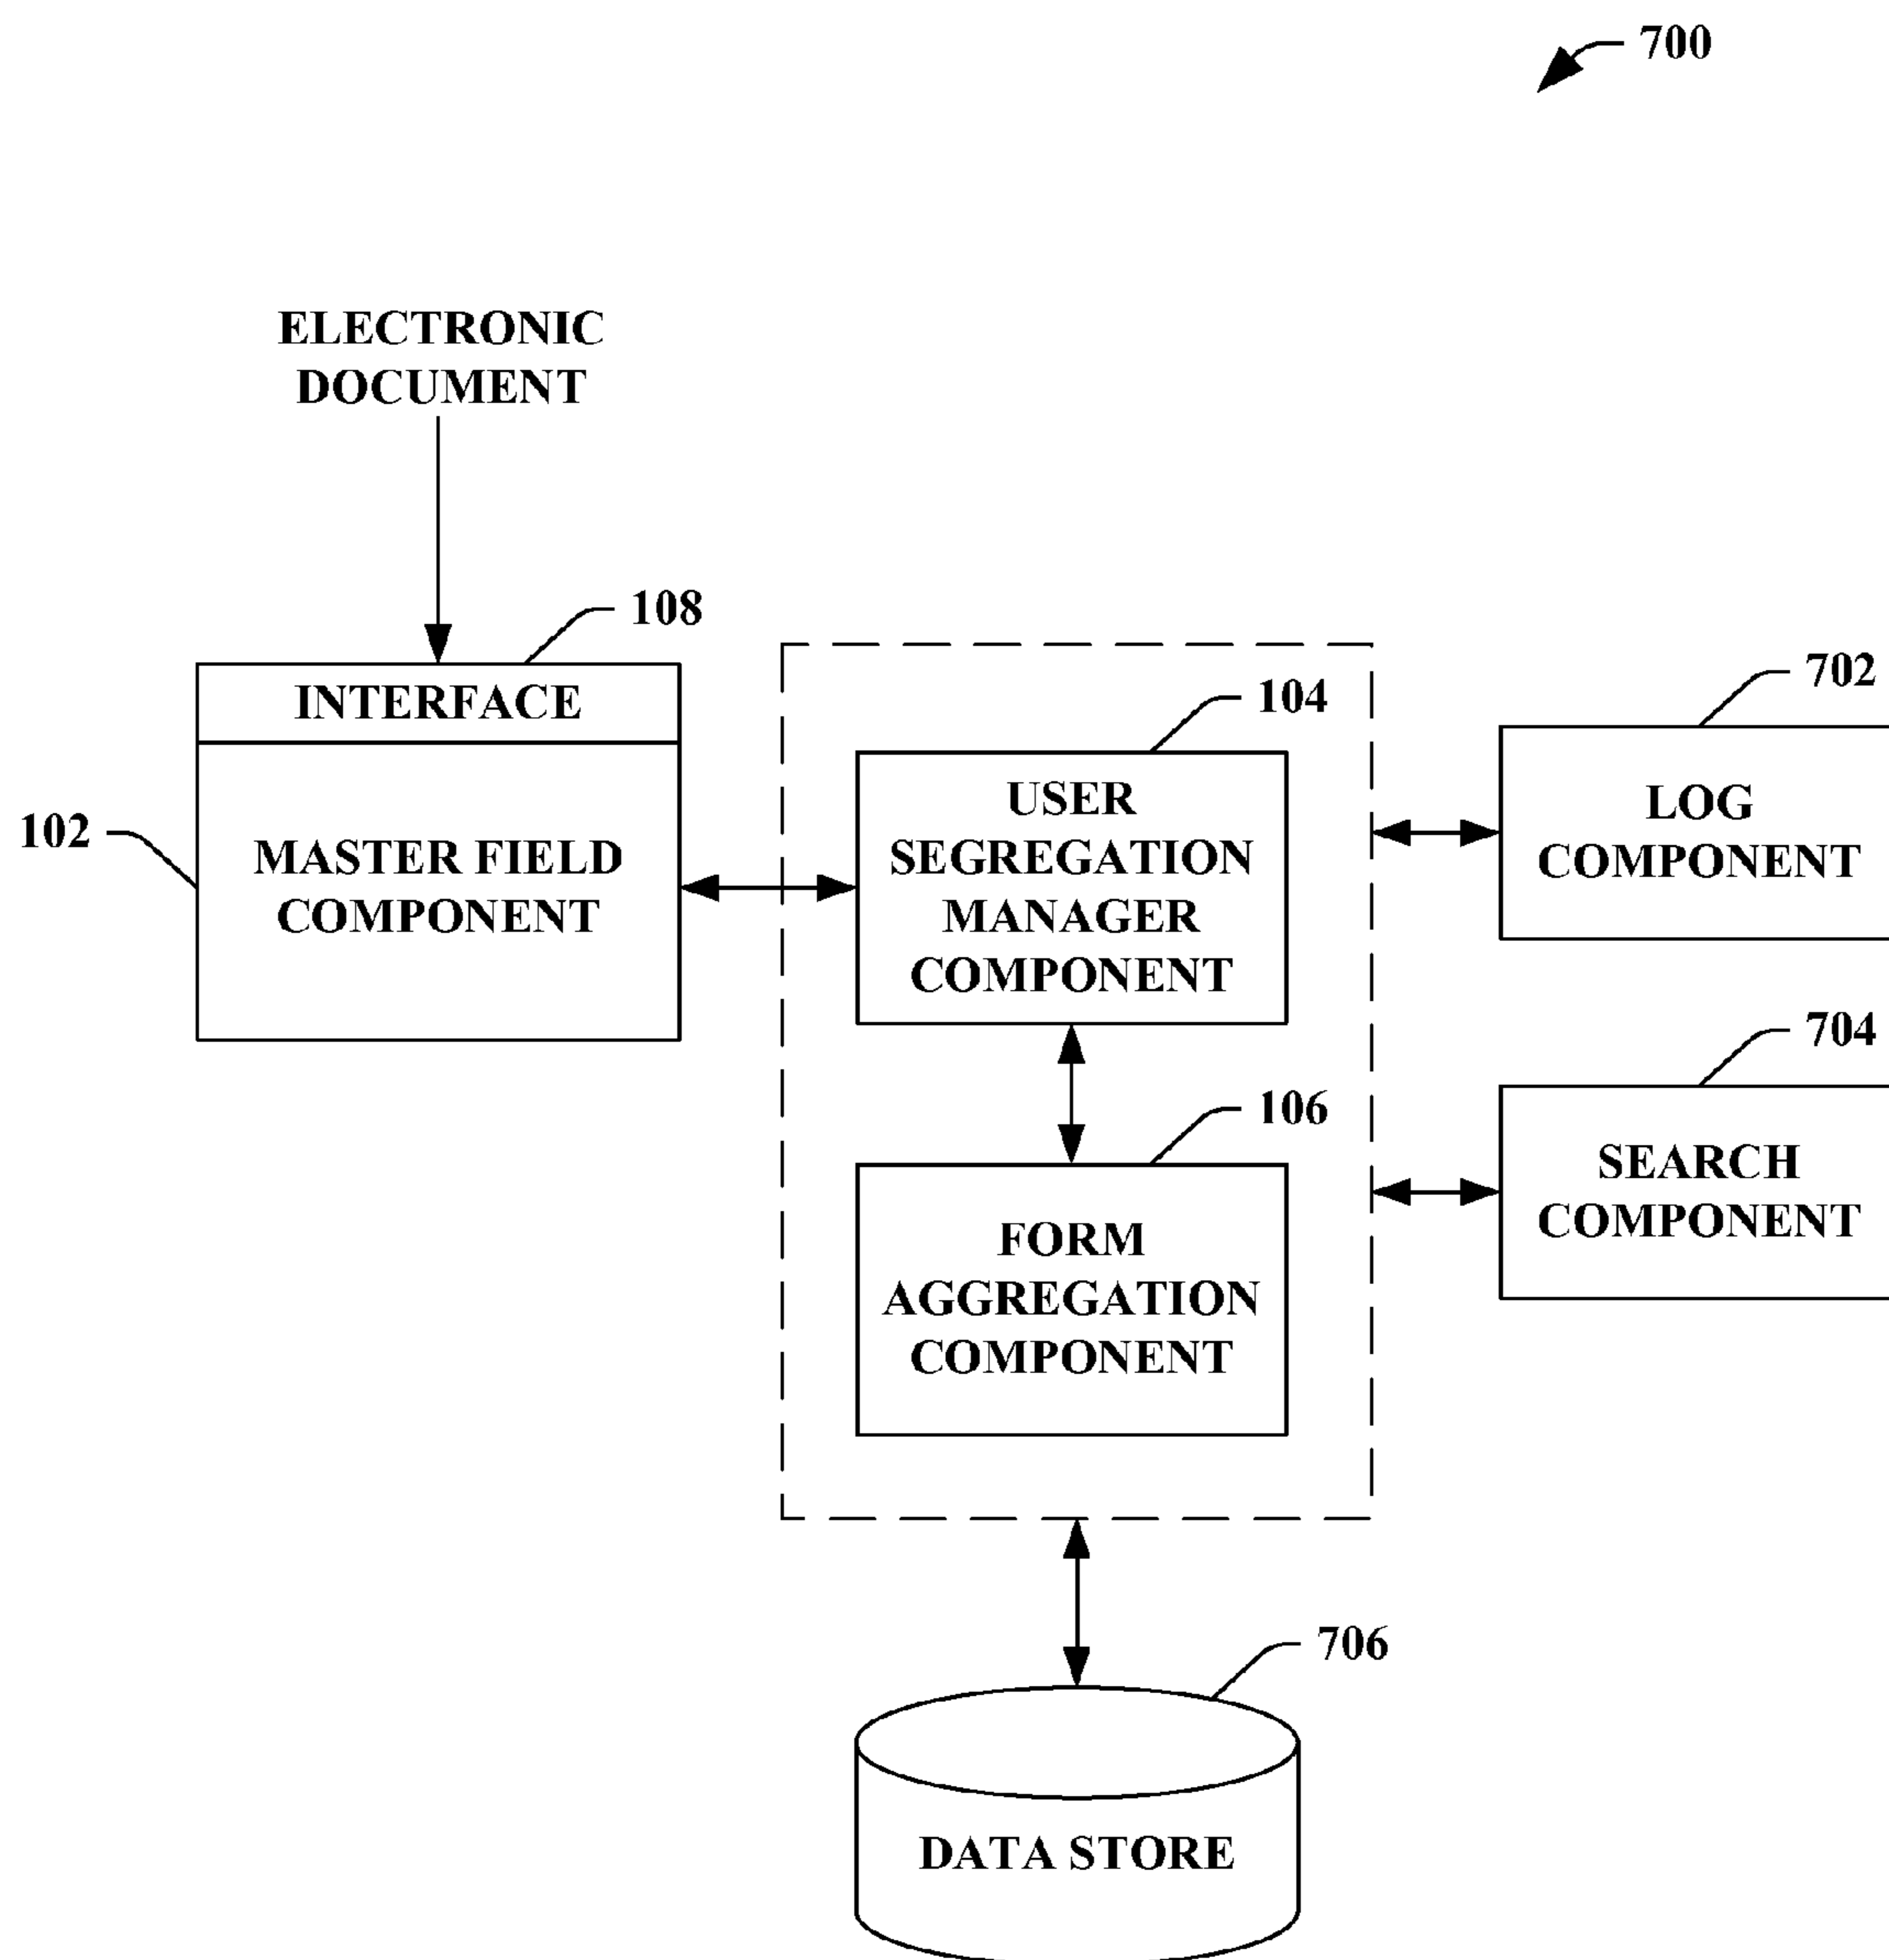 700
ELECTRONIC
DOCUMENT
108
INTERFACE
102
MASTER FIELD
COMPONENT
104
USER
SEGREGATION
MANAGER
COMPONENT
106
FORM
AGGREGATION
COMPONENT
702
LOG
COMPONENT
704
SEARCH
COMPONENT
706
DATA STORE